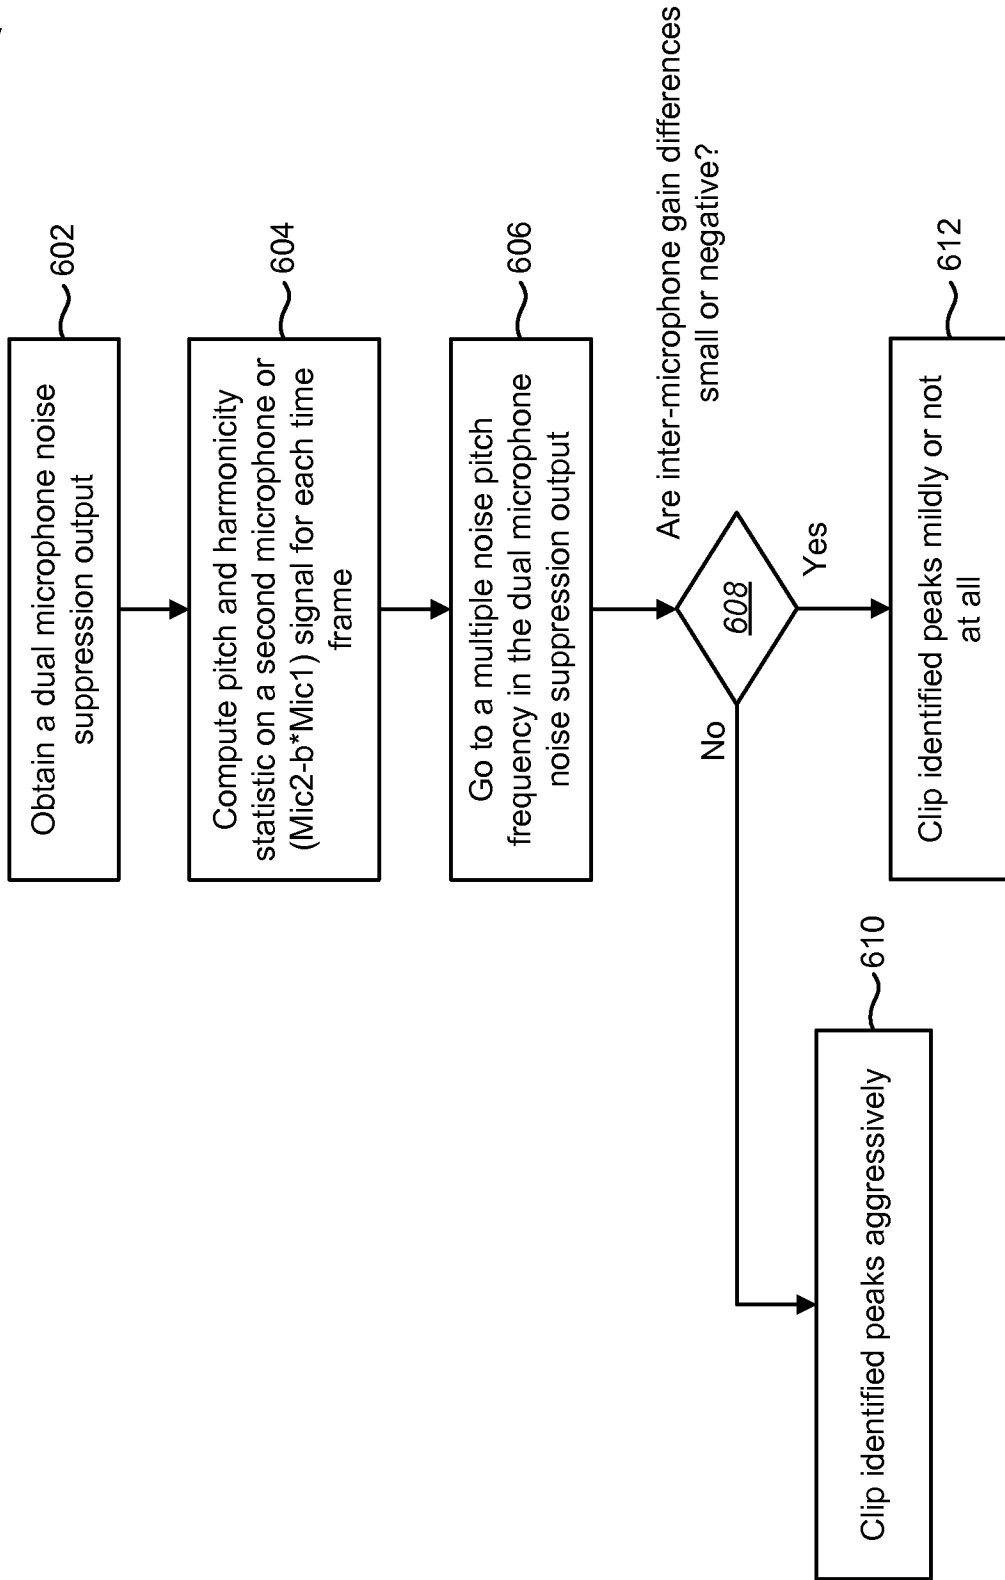 Obtain a dual microphone noise
suppression output
602
Compute pitch and harmonicity
statistic on a second microphone or
(Mic2-b*Mic1) signal for each time
frame
604
Go to a multiple noise pitch
frequency in the dual microphone
noise suppression output
606
Are inter-microphone gain differences
small or negative?
608
No
Yes
Clip identified peaks aggressively
610
Clip identified peaks mildly or not
at all
612